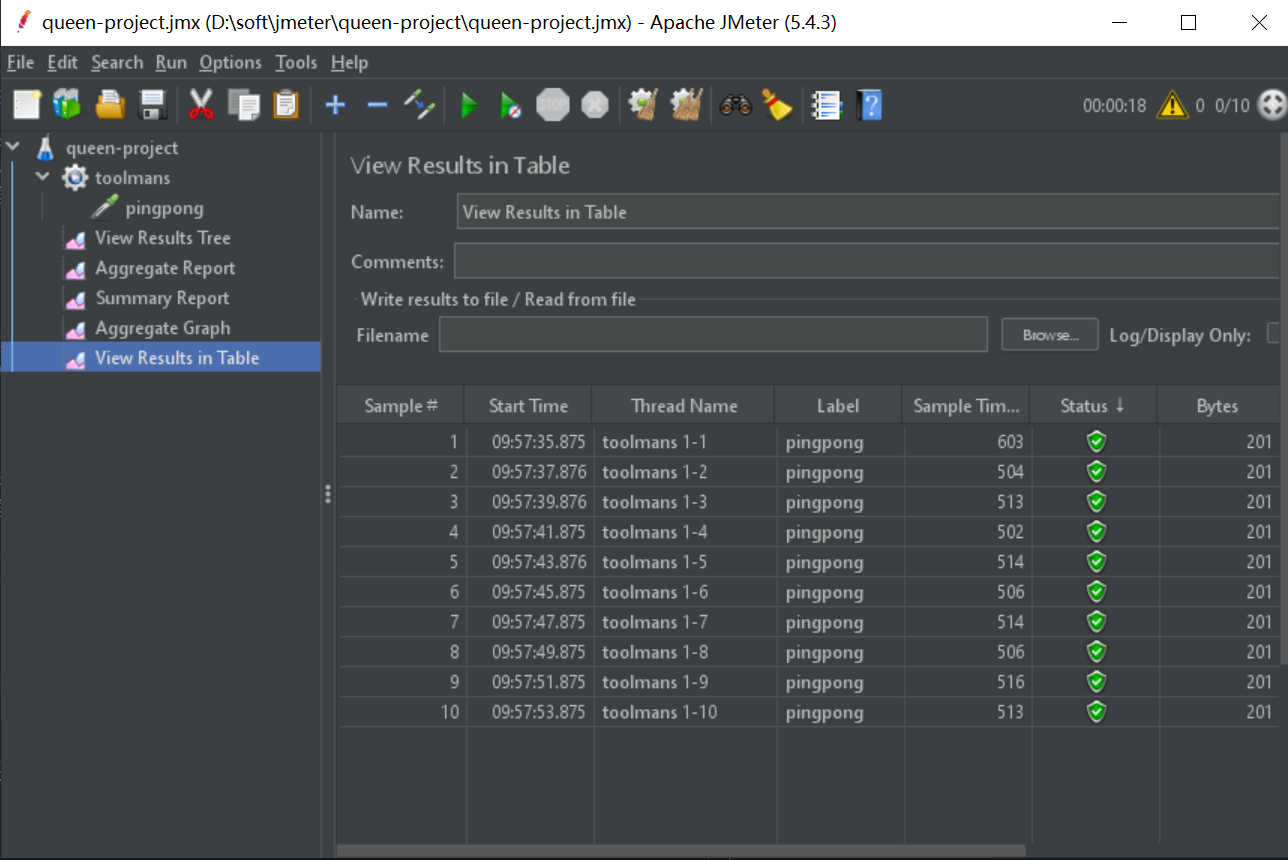 queen-project.jmx (D:\soft\jmeter\queen-project\queen-project.jmx) - Apache JMeter (5.4.3)
File Edit Search Run Options Tools Help
STOP 00:00:18 0 0/10
queen-project
toolmans
pingpong
View Results Tree
Aggregate Report
Summary Report
Aggregate Graph
View Results in Table
View Results in Table
Name: View Results in Table
Comments:
Write results to file / Read from file
Filename Browse... Log/Display Only:
Sample # Start Time Thread Name Label Sample Tim... Status ↓ Bytes
1 09:57:35.875 toolmans 1-1 pingpong 603 201
2 09:57:37.876 toolmans 1-2 pingpong 504 201
3 09:57:39.876 toolmans 1-3 pingpong 513 201
4 09:57:41.875 toolmans 1-4 pingpong 502 201
5 09:57:43.876 toolmans 1-5 pingpong 514 201
6 09:57:45.875 toolmans 1-6 pingpong 506 201
7 09:57:47.875 toolmans 1-7 pingpong 514 201
8 09:57:49.875 toolmans 1-8 pingpong 506 201
9 09:57:51.875 toolmans 1-9 pingpong 516 201
10 09:57:53.875 toolmans 1-10 pingpong 513 201